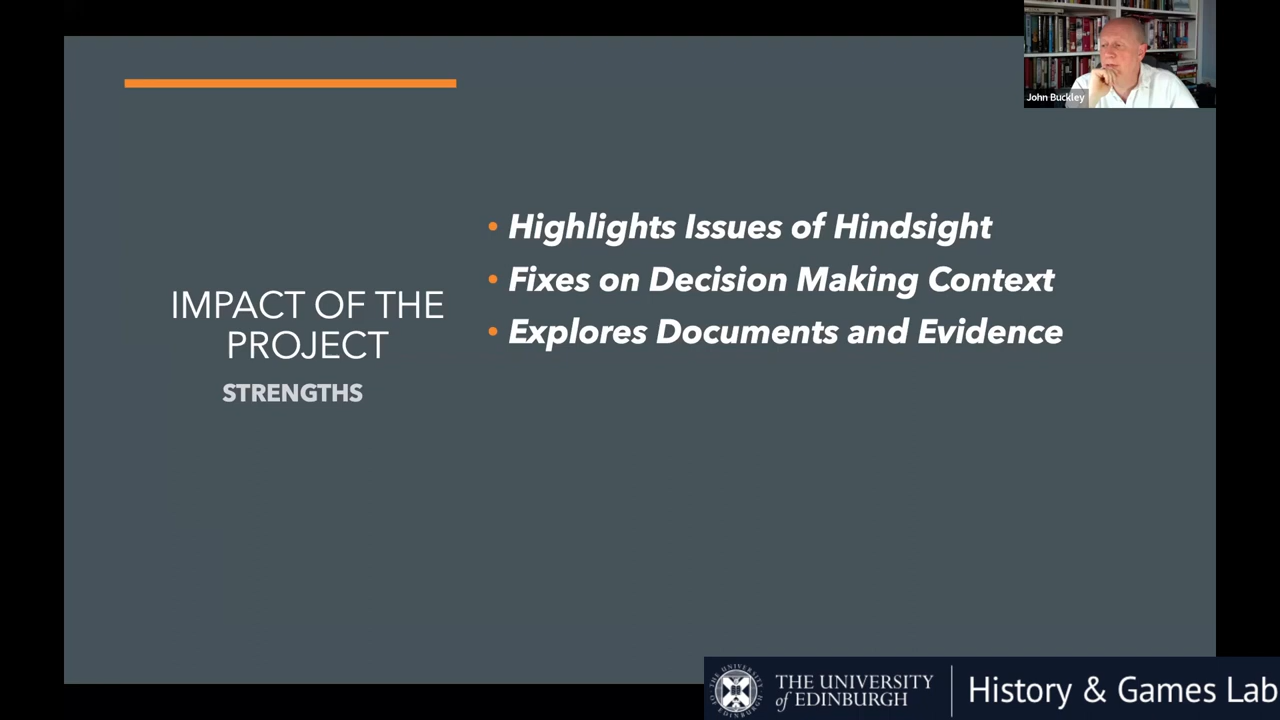 John Buckley
IMPACT OF THE
PROJECT
STRENGTHS
• Highlights Issues of Hindsight
• Fixes on Decision Making Context
• Explores Documents and Evidence
THE UNIVERSITY
of EDINBURGH
History & Games Lab